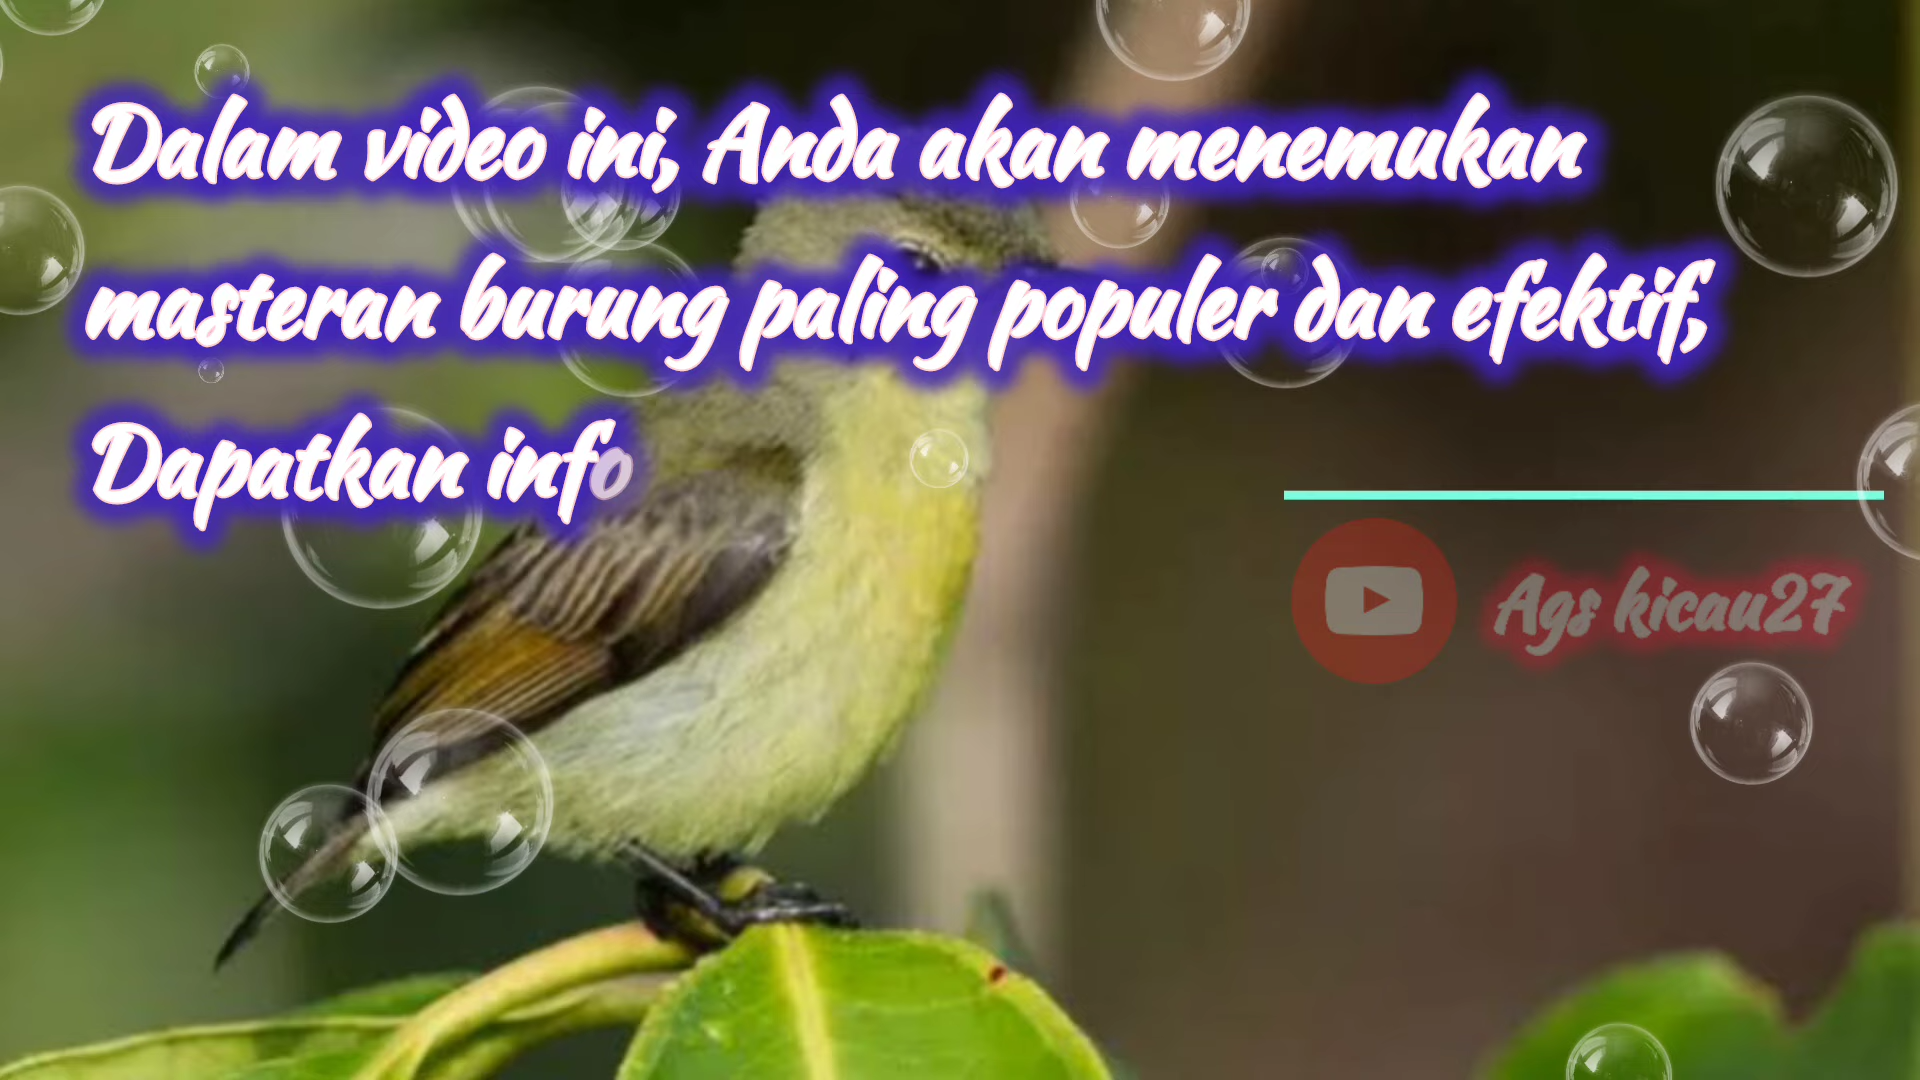 Dalam video ini, Anda akan menemukan
masteran burung paling populer dan efektif,
Dapatkan info
Ags kicau27